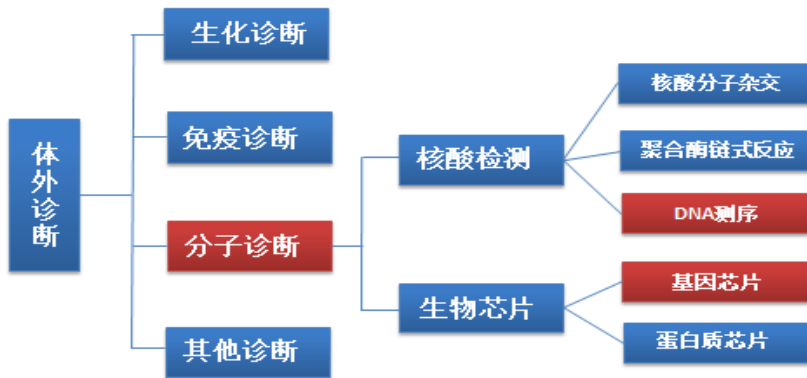 体外诊断
生化诊断
免疫诊断
分子诊断
其他诊断
核酸检测
生物芯片
核酸分子杂交
聚合酶链式反应
DNA测序
基因芯片
蛋白质芯片